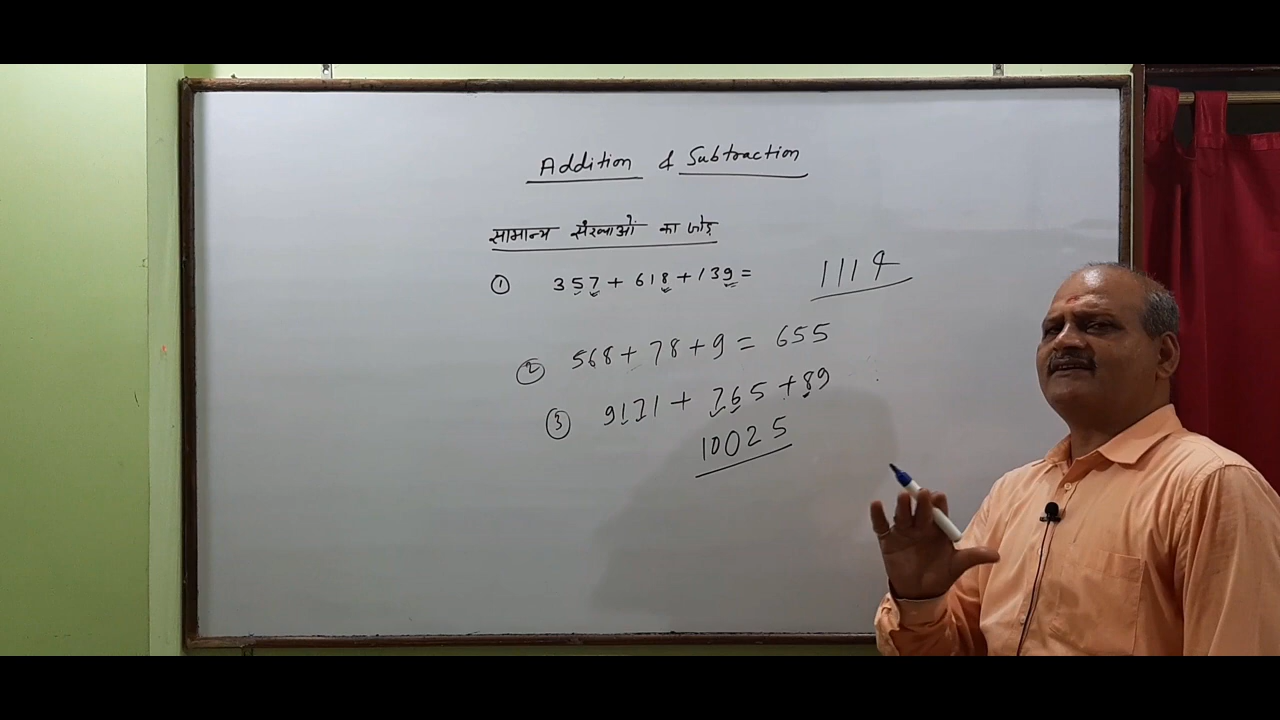 Addition & Subtraction
सामान्य संख्याओं का जोड़
① 357 + 618 + 139 = 1114
② 568 + 78 + 9 = 655
③ 9171 + 765 + 89
10025